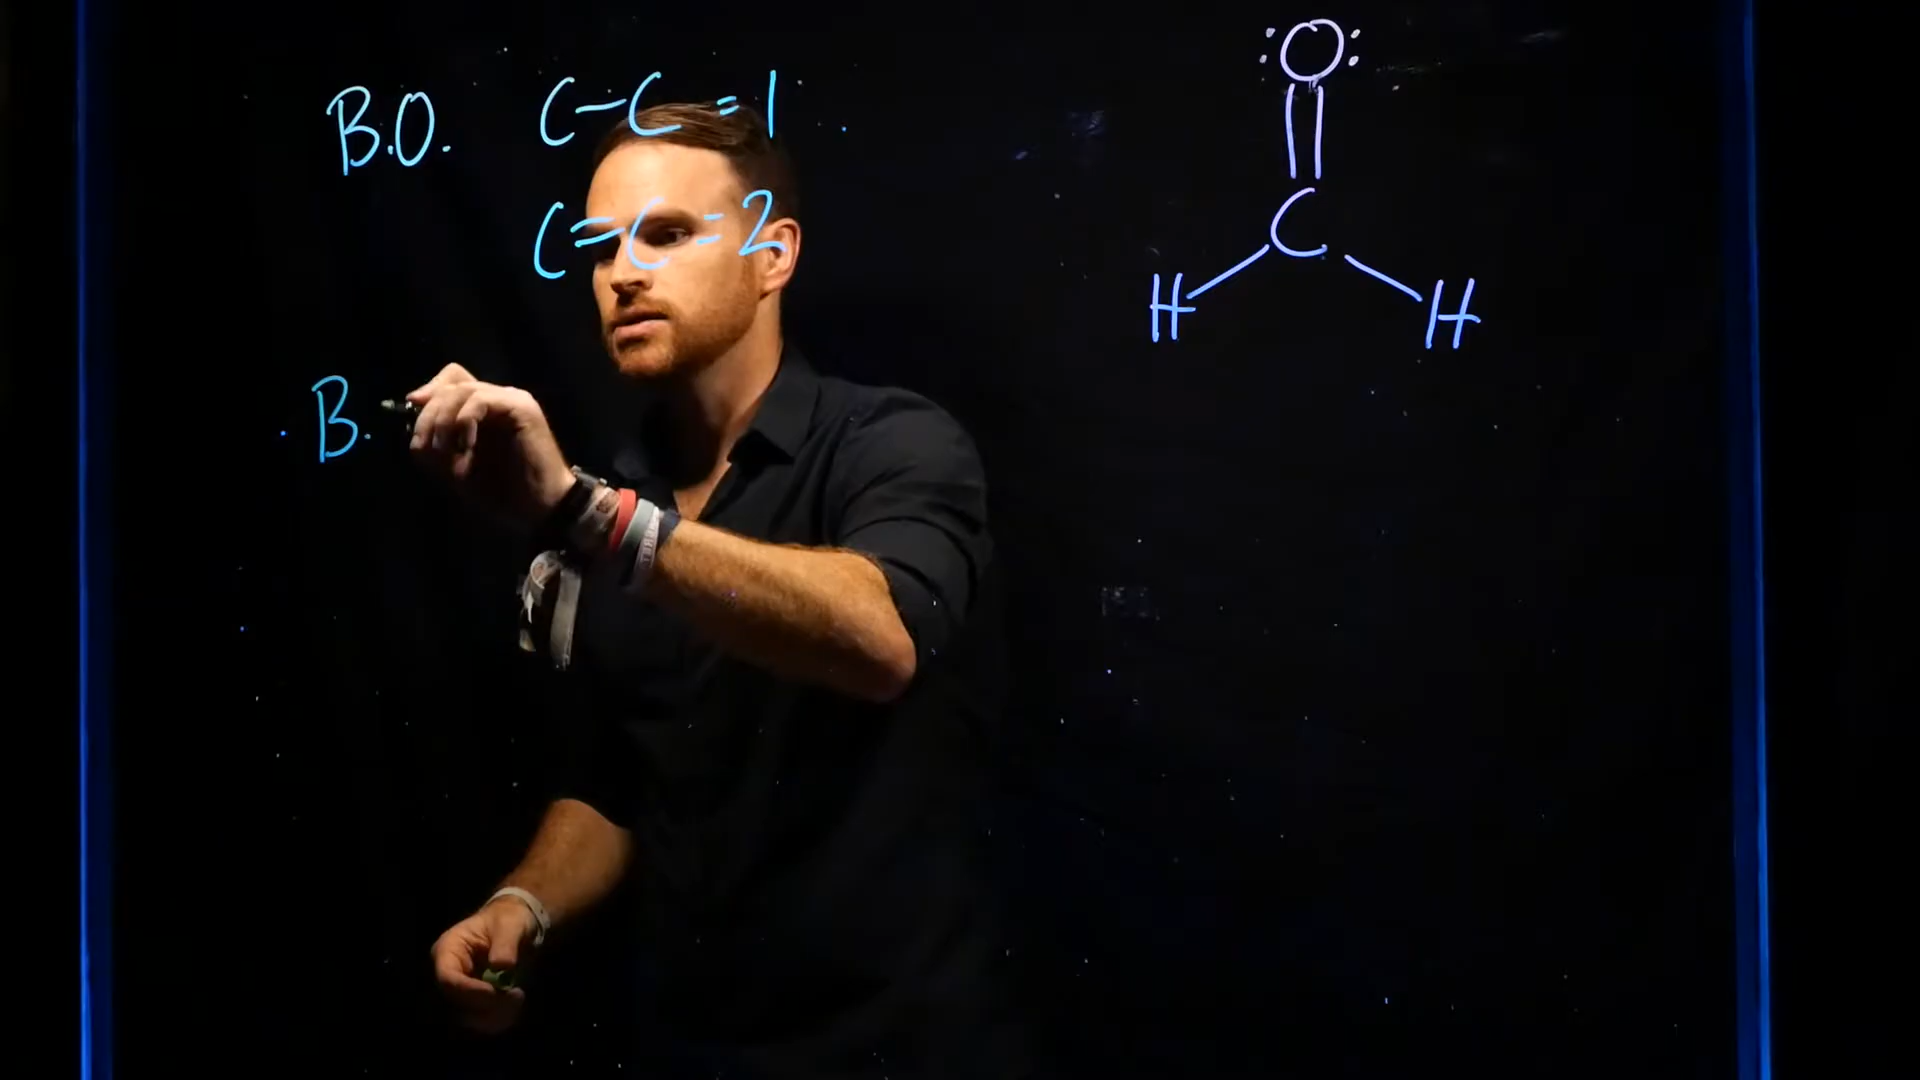 B.O. C-C = 1
C=C = 2
B.
:O:
C
H H